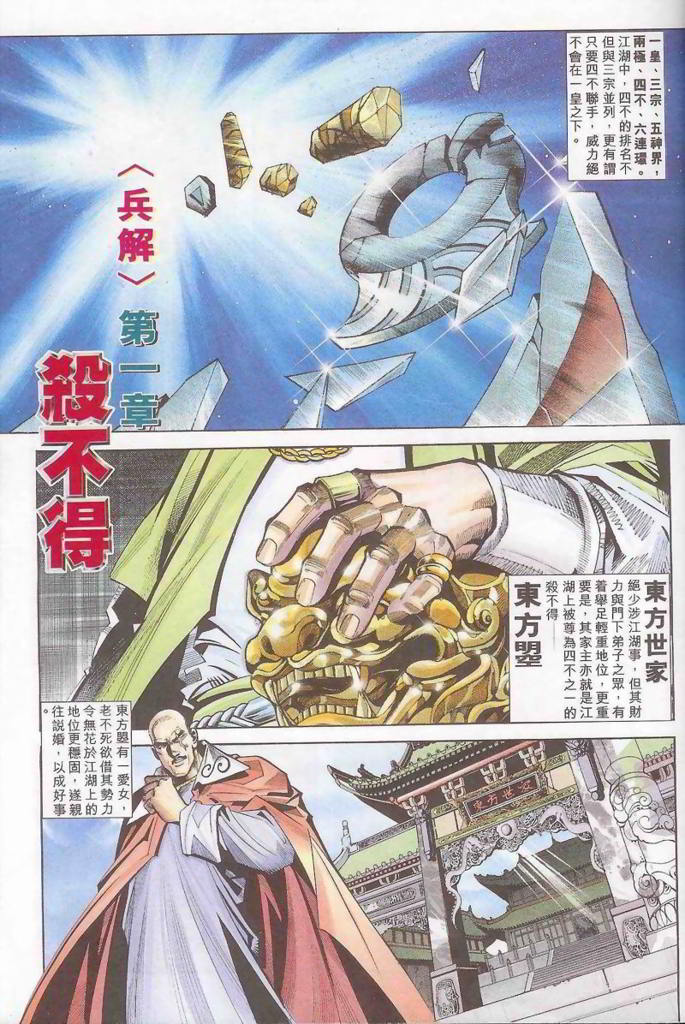 一皇、三宗、五神界，
兩極、四不、六連環。
江湖中，四不的排名不
但與三宗並列，更有謂
只要四不聯手，威力絕
不會在一皇之下。
〈兵解〉
第一章
殺不得
東方世家
絕少涉江湖事，但其財
力與門下弟子之眾，有
着舉足輕重地位，更重
要是，其家主亦就是江
湖上被尊為四不之一的
殺不得——
東方曌
東方曌有一愛女，
老不死欲借其勢力
令無花於江湖上的
地位更穩固，遂親
往說婚，以成好事
。
東方世家